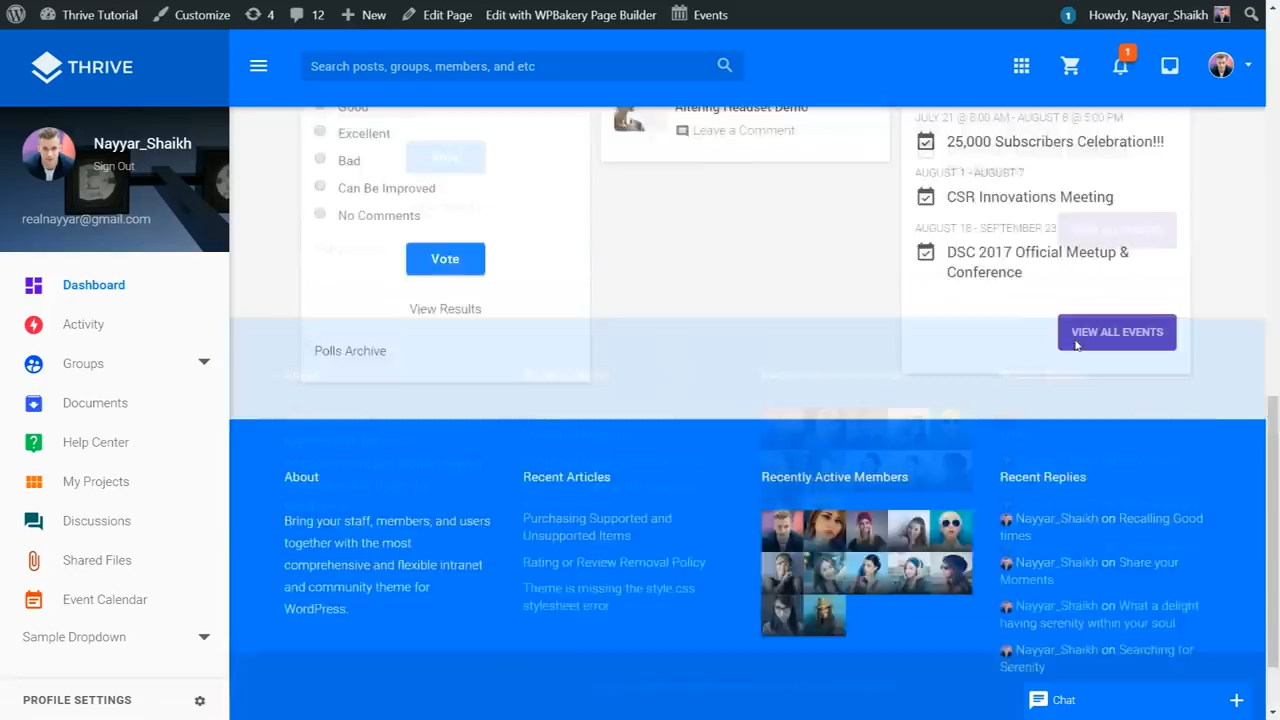 Thrive Tutorial
Customize
4
12
New
Edit Page
Edit with WPBakery Page Builder
Events
1
Howdy, Nayyar_Shaikh
THRIVE
Search posts, groups, members, and etc
1
Nayyar_Shaikh
Sign Out
realnayyar@gmail.com
Dashboard
Activity
Groups
Documents
Help Center
My Projects
Discussions
Shared Files
Event Calendar
Sample Dropdown
PROFILE SETTINGS
Good
Excellent
Bad
Can Be Improved
No Comments
Vote
View Results
Polls Archive
Altering Headset Demo
Leave a Comment
JULY 21 @ 8:00 AM - AUGUST 8 @ 5:00 PM
25,000 Subscribers Celebration!!!
AUGUST 1 - AUGUST 7
CSR Innovations Meeting
AUGUST 18 - SEPTEMBER 23
DSC 2017 Official Meetup &
Conference
VIEW ALL EVENTS
About
Bring your staff, members, and users
together with the most
comprehensive and flexible intranet
and community theme for
WordPress.
Recent Articles
Purchasing Supported and
Unsupported Items
Rating or Review Removal Policy
Theme is missing the style.css
stylesheet error
Recently Active Members
Recent Replies
Nayyar_Shaikh on Recalling Good
times
Nayyar_Shaikh on Share your
Moments
Nayyar_Shaikh on What a delight
having serenity within your soul
Nayyar_Shaikh on Searching for
Serenity
Chat